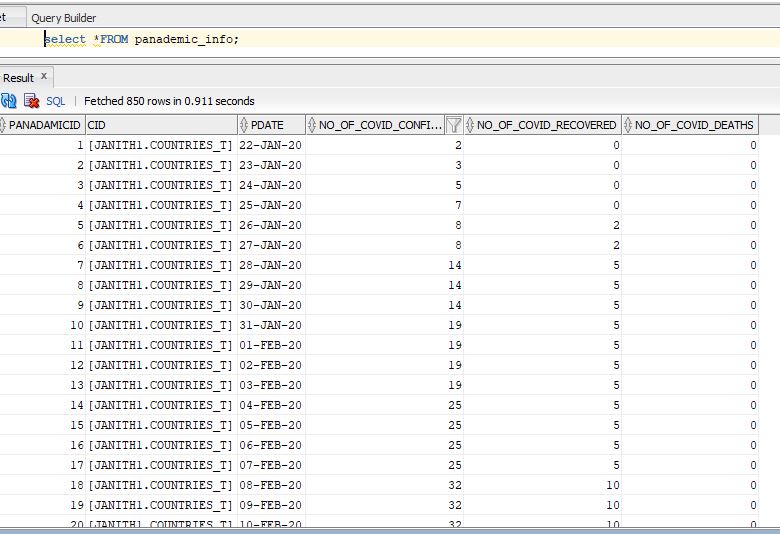 et Query Builder
select *FROM panademic_info;
Result x
SQL | Fetched 850 rows in 0.911 seconds
PANADAMICID CID PDATE NO_OF_COVID_CONFI... NO_OF_COVID_RECOVERED NO_OF_COVID_DEATHS
1 [JANITH1.COUNTRIES_T] 22-JAN-20 2 0 0
2 [JANITH1.COUNTRIES_T] 23-JAN-20 3 0 0
3 [JANITH1.COUNTRIES_T] 24-JAN-20 5 0 0
4 [JANITH1.COUNTRIES_T] 25-JAN-20 7 0 0
5 [JANITH1.COUNTRIES_T] 26-JAN-20 8 2 0
6 [JANITH1.COUNTRIES_T] 27-JAN-20 8 2 0
7 [JANITH1.COUNTRIES_T] 28-JAN-20 14 5 0
8 [JANITH1.COUNTRIES_T] 29-JAN-20 14 5 0
9 [JANITH1.COUNTRIES_T] 30-JAN-20 14 5 0
10 [JANITH1.COUNTRIES_T] 31-JAN-20 19 5 0
11 [JANITH1.COUNTRIES_T] 01-FEB-20 19 5 0
12 [JANITH1.COUNTRIES_T] 02-FEB-20 19 5 0
13 [JANITH1.COUNTRIES_T] 03-FEB-20 19 5 0
14 [JANITH1.COUNTRIES_T] 04-FEB-20 25 5 0
15 [JANITH1.COUNTRIES_T] 05-FEB-20 25 5 0
16 [JANITH1.COUNTRIES_T] 06-FEB-20 25 5 0
17 [JANITH1.COUNTRIES_T] 07-FEB-20 25 5 0
18 [JANITH1.COUNTRIES_T] 08-FEB-20 32 10 0
19 [JANITH1.COUNTRIES_T] 09-FEB-20 32 10 0
20 [JANITH1.COUNTRIES_T] 10-FEB-20 32 10 0